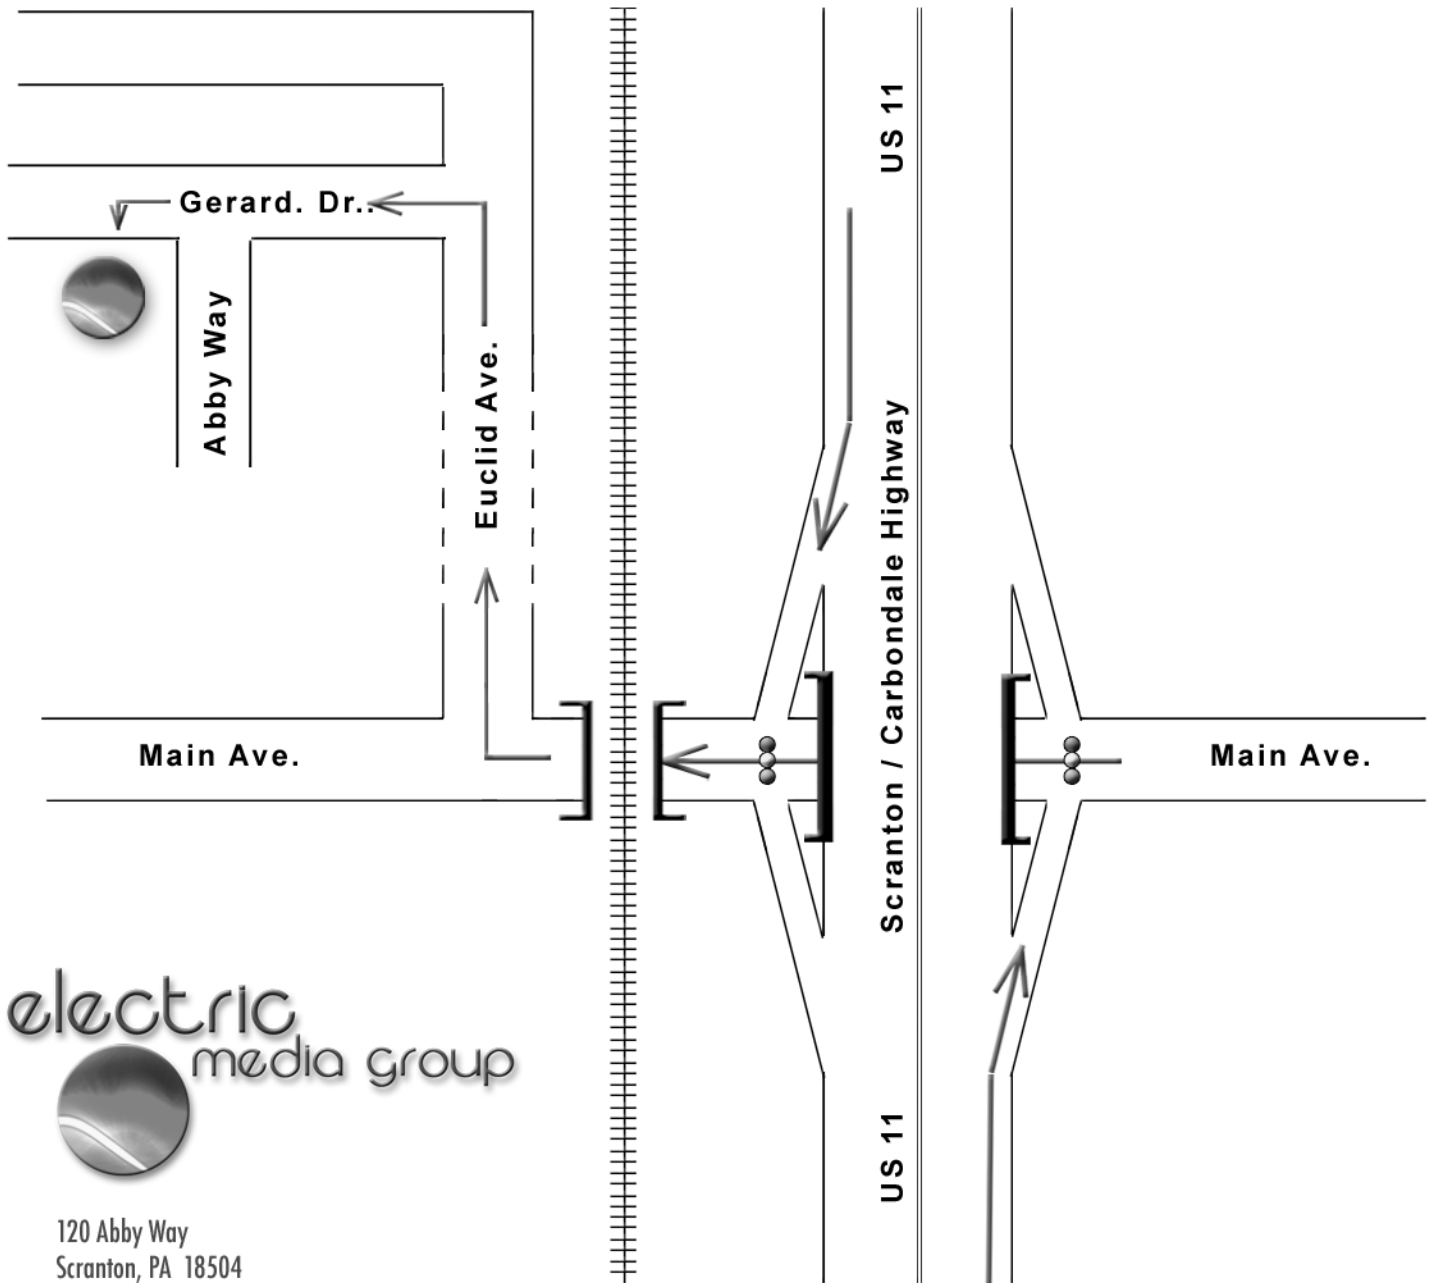 US 11
Gerard. Dr..
Abby Way
Euclid Ave.
Scranton / Carbondale Highway
Main Ave.
Main Ave.
electric
media group
US 11
120 Abby Way
Scranton, PA 18504